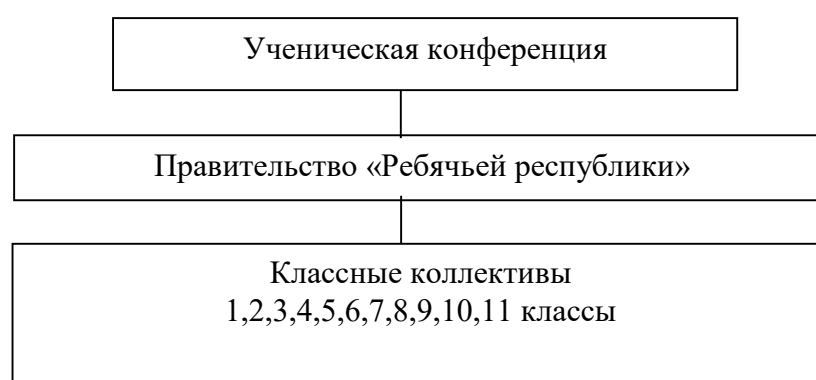 Ученическая конференция
Правительство «Ребячьей республики»
Классные коллективы
1,2,3,4,5,6,7,8,9,10,11 классы